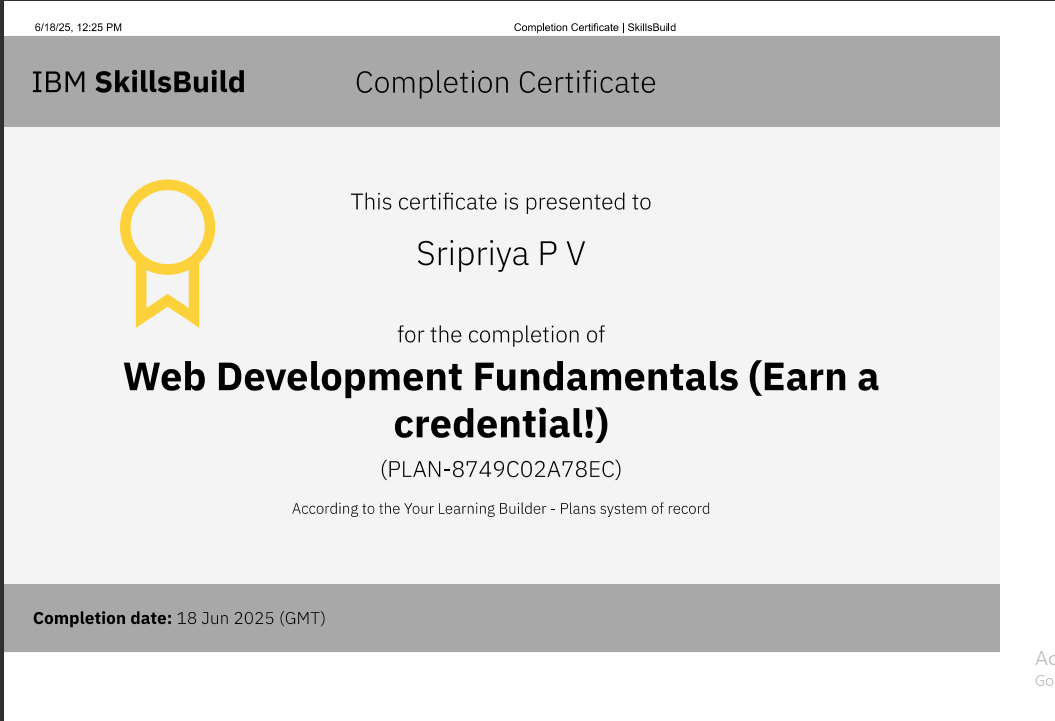 6/18/25, 12:25 PM
Completion Certificate | SkillsBuild
IBM SkillsBuild
Completion Certificate
This certificate is presented to
Sripriya P V
for the completion of
Web Development Fundamentals (Earn a
credential!)
(PLAN-8749C02A78EC)
According to the Your Learning Builder - Plans system of record
Completion date: 18 Jun 2025 (GMT)